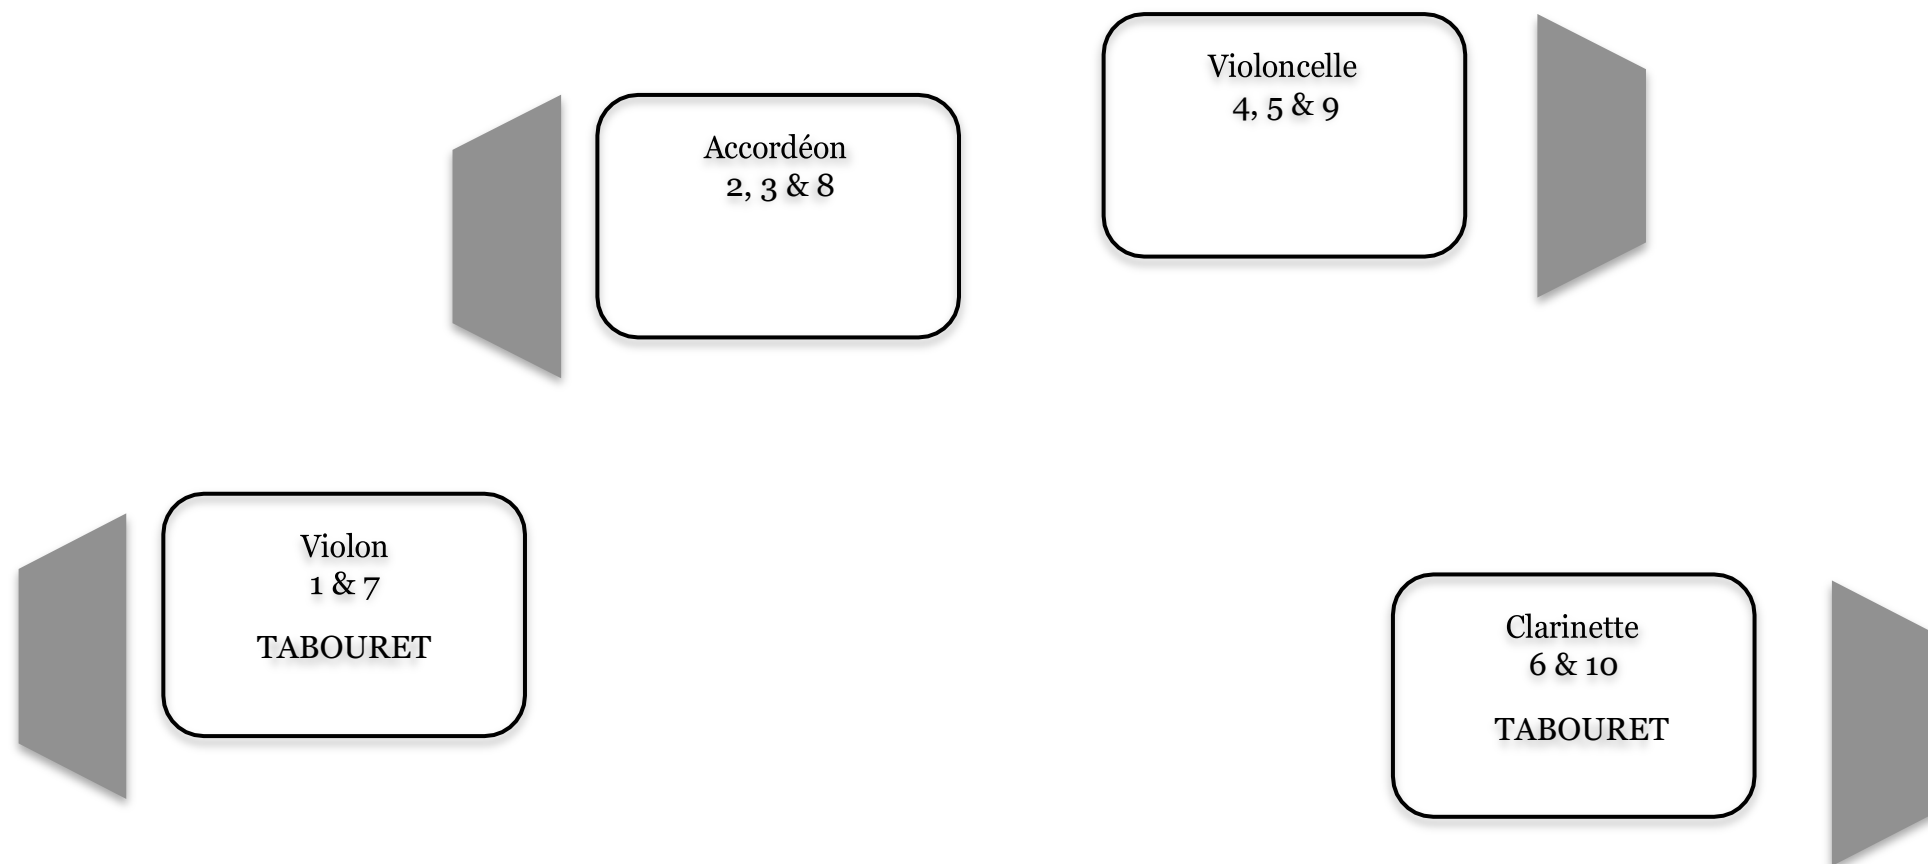 Violoncelle
4, 5 & 9
Accordéon
2, 3 & 8
Violon
1 & 7
TABOURET
Clarinette
6 & 10
TABOURET